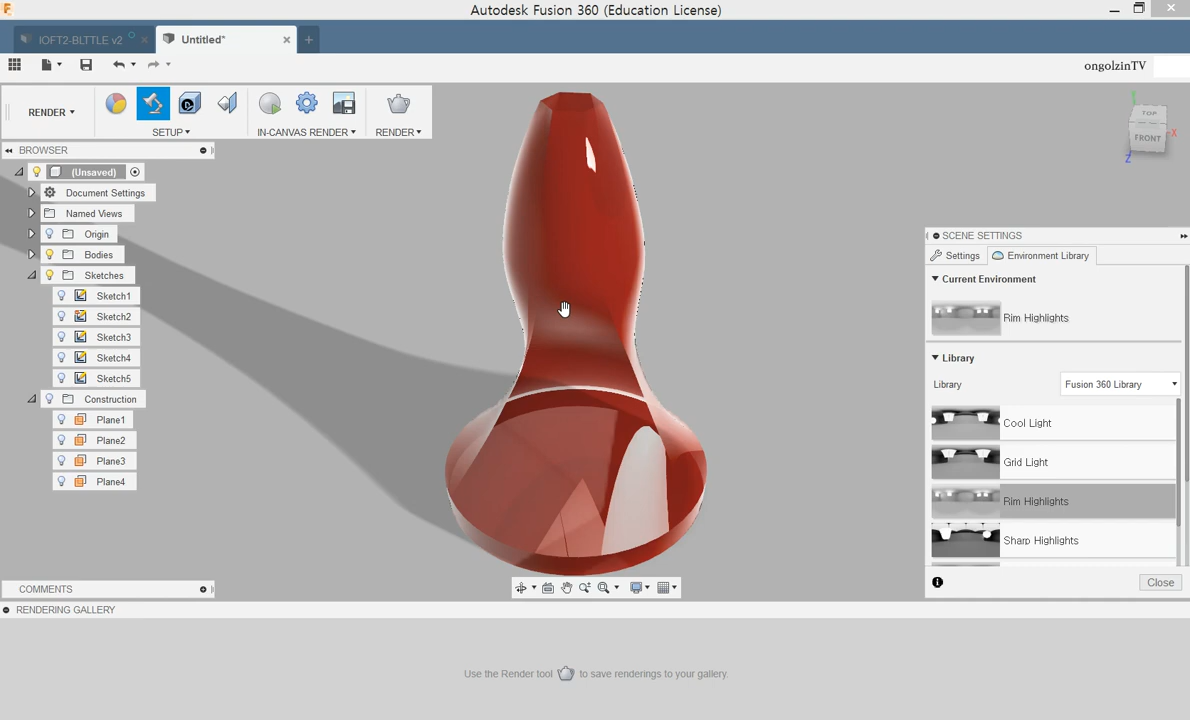 Autodesk Fusion 360 (Education License)
IOFT2-BLTTLE v2
Untitled*
ongolzinTV
RENDER
SETUP
IN-CANVAS RENDER
RENDER
TOP
FRONT
Y
X
Z
BROWSER
(Unsaved)
Document Settings
Named Views
Origin
Bodies
Sketches
Sketch1
Sketch2
Sketch3
Sketch4
Sketch5
Construction
Plane1
Plane2
Plane3
Plane4
SCENE SETTINGS
Settings
Environment Library
Current Environment
Rim Highlights
Library
Library
Fusion 360 Library
Cool Light
Grid Light
Rim Highlights
Sharp Highlights
Close
COMMENTS
RENDERING GALLERY
Use the Render tool to save renderings to your gallery.